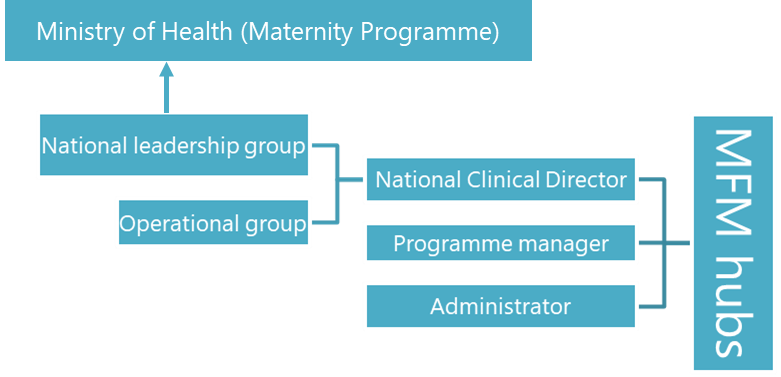 Ministry of Health (Maternity Programme)
National leadership group
Operational group
National Clinical Director
Programme manager
Administrator
MFM hubs